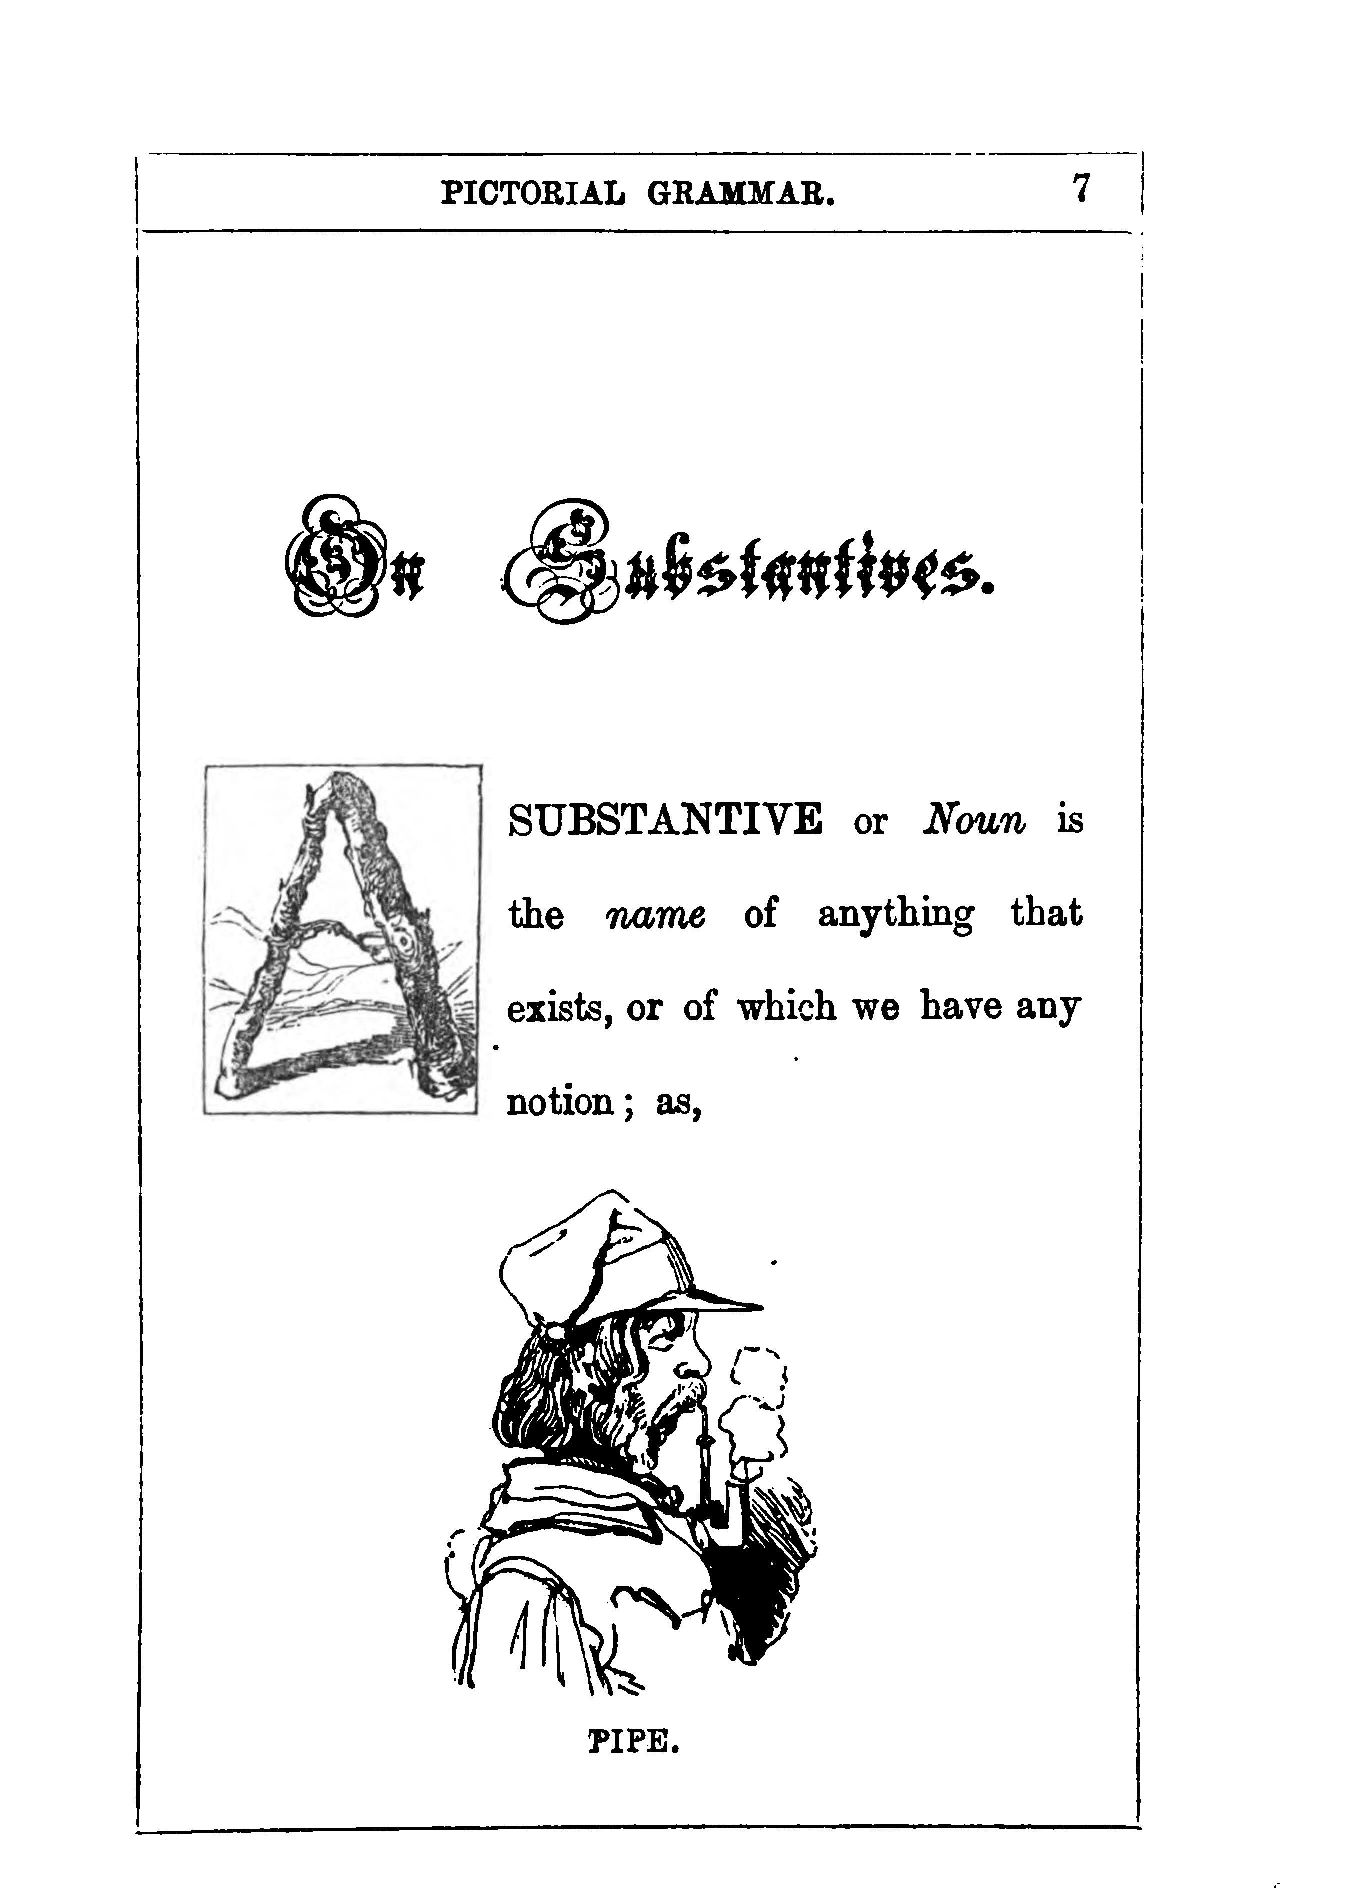 PICTORIAL GRAMMAR. 7
On Substantives.
A SUBSTANTIVE or Noun is
the name of anything that
exists, or of which we have any
notion; as,
PIPE.